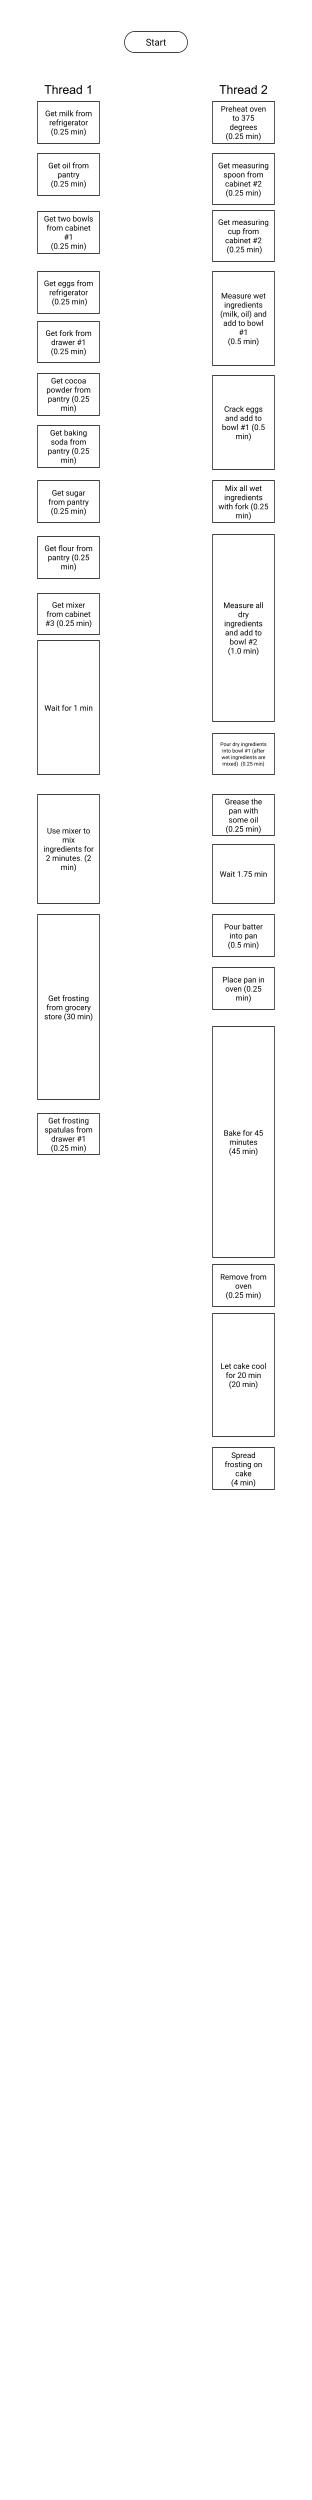 Start
Thread 1
Get milk from
refrigerator
(0.25 min)
Get oil from
pantry
(0.25 min)
Get two bowls
from cabinet
#1
(0.25 min)
Get eggs from
refrigerator
(0.25 min)
Get fork from
drawer #1
(0.25 min)
Get cocoa
powder from
pantry (0.25
min)
Get baking
soda from
pantry (0.25
min)
Get sugar
from pantry
(0.25 min)
Get flour from
pantry (0.25
min)
Get mixer
from cabinet
#3 (0.25 min)
Wait for 1 min
Use mixer to
mix
ingredients for
2 minutes. (2
min)
Get frosting
from grocery
store (30 min)
Get frosting
spatulas from
drawer #1
(0.25 min)
Thread 2
Preheat oven
to 375
degrees
(0.25 min)
Get measuring
spoon from
cabinet #2
(0.25 min)
Get measuring
cup from
cabinet #2
(0.25 min)
Measure wet
ingredients
(milk, oil) and
add to bowl
#1
(0.5 min)
Crack eggs
and add to
bowl #1 (0.5
min)
Mix all wet
ingredients
with fork (0.25
min)
Measure all
dry
ingredients
and add to
bowl #2
(1.0 min)
Pour dry ingredients
into bowl #1 (after
wet ingredients are
mixed) (0.25 min)
Grease the
pan with
some oil
(0.25 min)
Wait 1.75 min
Pour batter
into pan
(0.5 min)
Place pan in
oven (0.25
min)
Bake for 45
minutes
(45 min)
Remove from
oven
(0.25 min)
Let cake cool
for 20 min
(20 min)
Spread
frosting on
cake
(4 min)